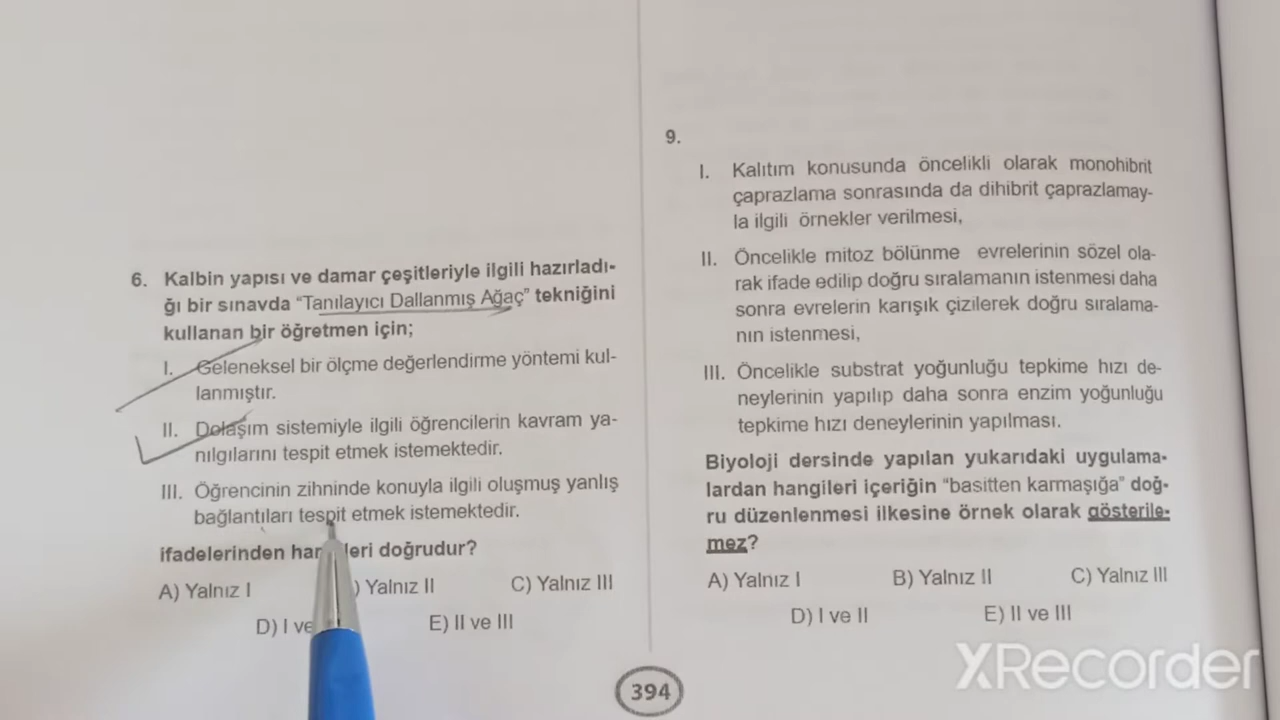 6. Kalbin yapısı ve damar çeşitleriyle ilgili hazırladı-
ğı bir sınavda “Tanılayıcı Dallanmış Ağaç” tekniğini
kullanan bir öğretmen için;
I. Geleneksel bir ölçme değerlendirme yöntemi kul-
lanmıştır.
II. Dolaşım sistemiyle ilgili öğrencilerin kavram ya-
nılgılarını tespit etmek istemektedir.
III. Öğrencinin zihninde konuyla ilgili oluşmuş yanlış
bağlantıları tespit etmek istemektedir.
ifadelerinden doğrudur?
A) Yalnız I ) Yalnız II C) Yalnız III
D) I ve E) II ve III
9.
I. Kalıtım konusunda öncelikli olarak monohibrit
çaprazlama sonrasında da dihibrit çaprazlamay-
la ilgili örnekler verilmesi,
II. Öncelikle mitoz bölünme evrelerinin sözel ola-
rak ifade edilip doğru sıralamanın istenmesi daha
sonra evrelerin karışık çizilerek doğru sıralama-
nın istenmesi,
III. Öncelikle substrat yoğunluğu tepkime hızı de-
neylerinin yapılıp daha sonra enzim yoğunluğu
tepkime hızı deneylerinin yapılması.
Biyoloji dersinde yapılan yukarıdaki uygulama-
lardan hangileri içeriğin “basitten karmaşığa” doğ-
ru düzenlenmesi ilkesine örnek olarak gösterile-
mez?
A) Yalnız I B) Yalnız II C) Yalnız III
D) I ve II E) II ve III
394
XRecorder